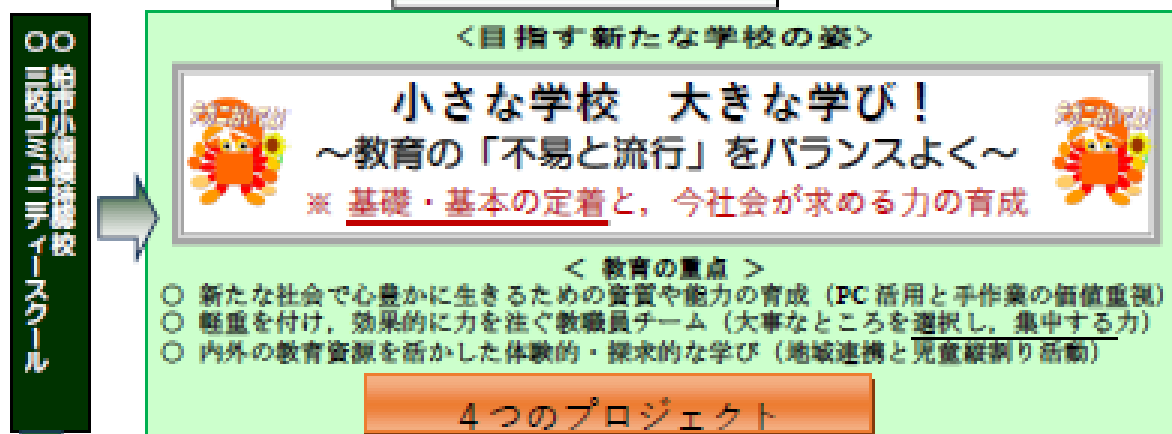 <目指す新たな学校の姿>
小さな学校　大きな学び！
～教育の「不易と流行」をバランスよく～
※ 基礎・基本の定着と，今社会が求める力の育成
< 教育の重点 >
○ 新たな社会で心豊かに生きるための資質や能力の育成（PC 活用と手作業の価値重視）
○ 軽重を付け，効果的に力を注ぐ教職員チーム（大事なところを選択し，集中する力）
○ 内外の教育資源を活かした体験的・探求的な学び（地域連携と児童縦割り活動）
４つのプロジェクト
○ 柏市小規模特認校
コミュニティースクール